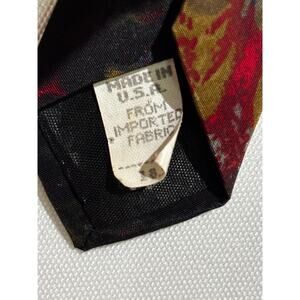 MADE IN
U.S.A.
FROM
IMPORTED
FABRIC